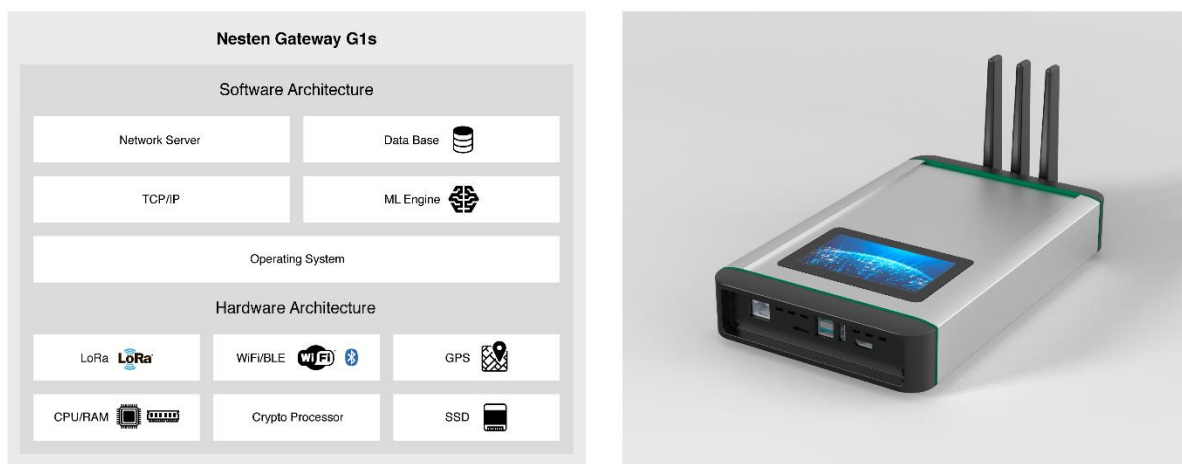 Nesten Gateway G1s
Software Architecture
Network Server
Data Base
TCP/IP
ML Engine
Operating System
Hardware Architecture
LoRa LoRa
WiFi/BLE WiFi
GPS
CPU/RAM
Crypto Processor
SSD